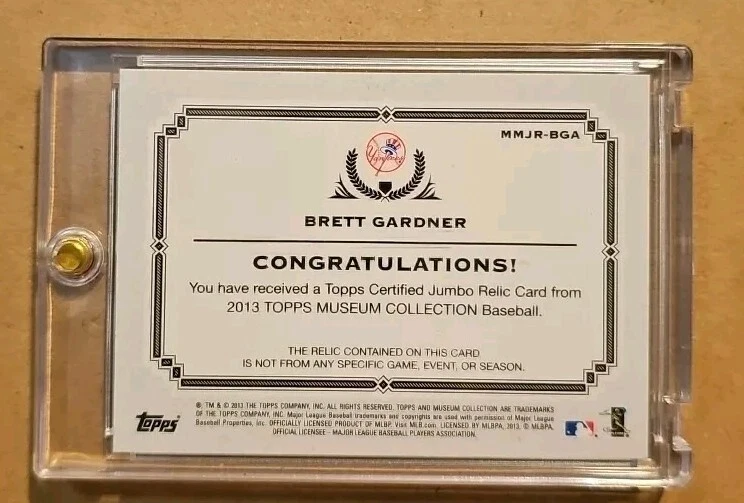 MMJR-BGA
Yankees
BRETT GARDNER
CONGRATULATIONS!
You have received a Topps Certified Jumbo Relic Card from
2013 TOPPS MUSEUM COLLECTION Baseball.
THE RELIC CONTAINED ON THIS CARD
IS NOT FROM ANY SPECIFIC GAME, EVENT, OR SEASON.
®, TM & © 2013 THE TOPPS COMPANY, INC. ALL RIGHTS RESERVED. TOPPS AND MUSEUM COLLECTION ARE TRADEMARKS
OF THE TOPPS COMPANY, INC. Major League Baseball trademarks and copyrights are used with permission of Major League
Baseball Properties, Inc. OFFICIALLY LICENSED PRODUCT OF MLBP. Visit MLB.com. LICENSED BY MLBPA, 2013, © MLBPA,
OFFICIAL LICENSEE - MAJOR LEAGUE BASEBALL PLAYERS ASSOCIATION.
TOPPS